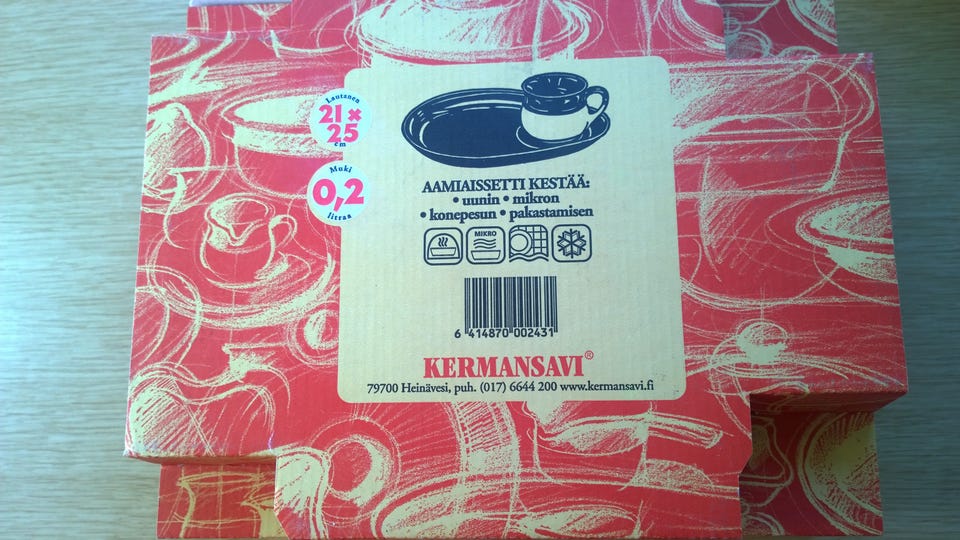 Lautanen
21 x
25
cm
Muki
0,2
litraa
AAMIAISSETTI KESTÄÄ:
• uunin • mikron
• konepesun • pakastamisen
MIKRO
6 414870 002431
KERMANSAVI®
79700 Heinävesi, puh. (017) 6644 200 www.kermansavi.fi